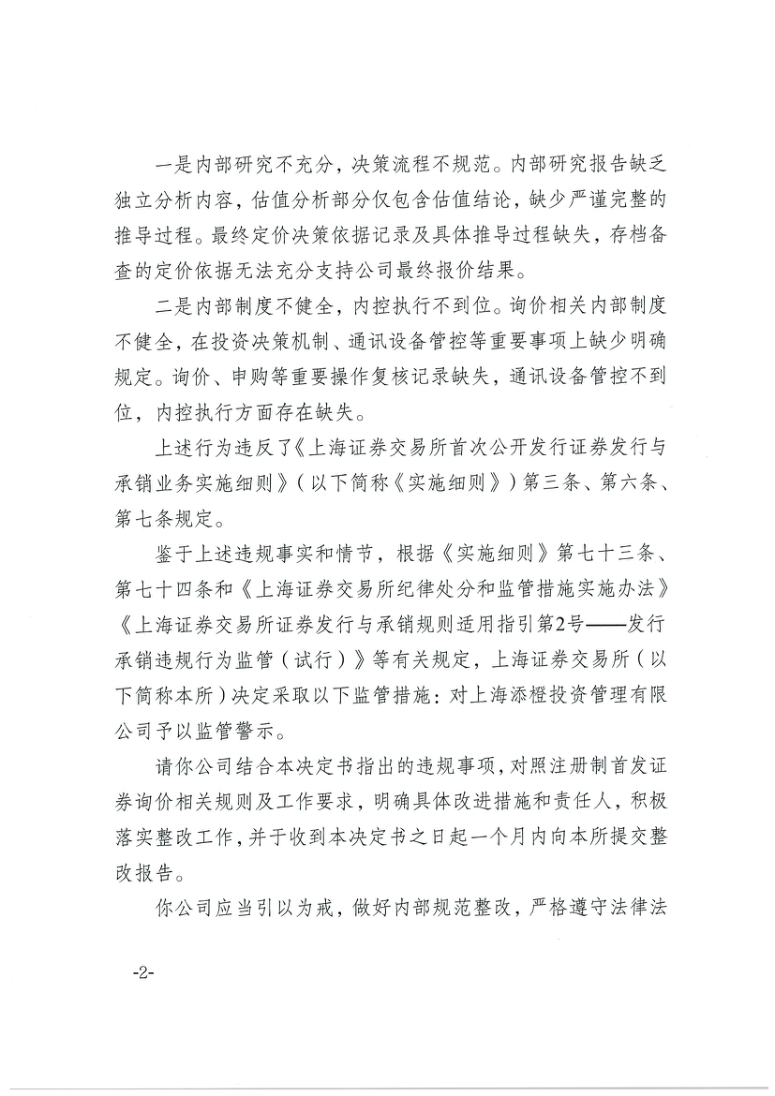 一是内部研究不充分，决策流程不规范。内部研究报告缺乏
独立分析内容，估值分析部分仅包含估值结论，缺少严谨完整的
推导过程。最终定价决策依据记录及具体推导过程缺失，存档备
查的定价依据无法充分支持公司最终报价结果。
二是内部制度不健全，内控执行不到位。询价相关内部制度
不健全，在投资决策机制、通讯设备管控等重要事项上缺少明确
规定。询价、申购等重要操作复核记录缺失，通讯设备管控不到
位，内控执行方面存在缺失。
上述行为违反了《上海证券交易所首次公开发行证券发行与
承销业务实施细则》（以下简称《实施细则》）第三条、第六条、
第七条规定。
鉴于上述违规事实和情节，根据《实施细则》第七十三条、
第七十四条和《上海证券交易所纪律处分和监管措施实施办法》
《上海证券交易所证券发行与承销规则适用指引第2号——发行
承销违规行为监管（试行）》等有关规定，上海证券交易所（以
下简称本所）决定采取以下监管措施：对上海添橙投资管理有限
公司予以监管警示。
请你公司结合本决定书指出的违规事项，对照注册制首发证
券询价相关规则及工作要求，明确具体改进措施和责任人，积极
落实整改工作，并于收到本决定书之日起一个月内向本所提交整
改报告。
你公司应当引以为戒，做好内部规范整改，严格遵守法律法
-2-